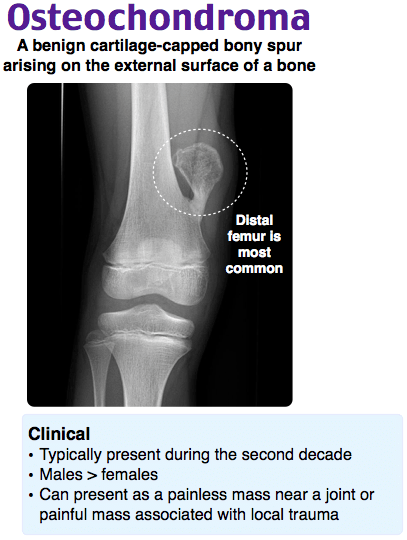 Osteochondroma
A benign cartilage-capped bony spur
arising on the external surface of a bone
Distal
femur is
most
common
Clinical
• Typically present during the second decade
• Males > females
• Can present as a painless mass near a joint or
painful mass associated with local trauma